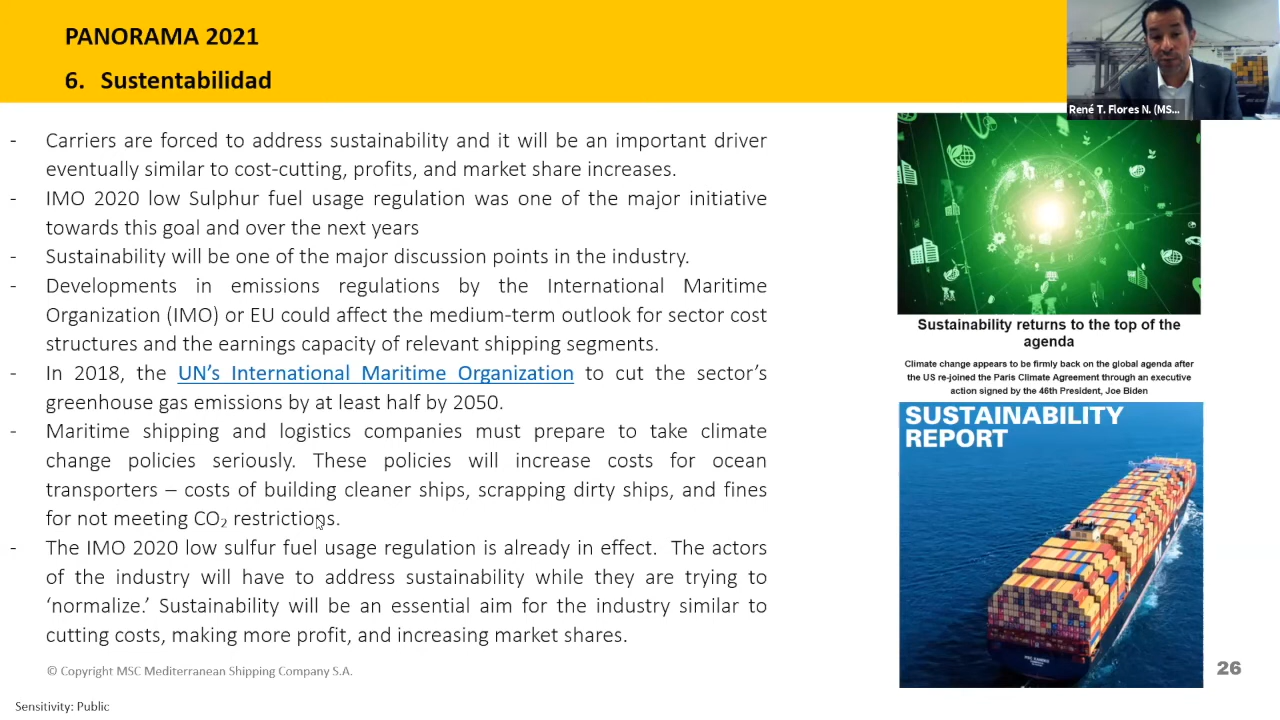 PANORAMA 2021
6. Sustentabilidad
René T. Flores N. (MS...
- Carriers are forced to address sustainability and it will be an important driver
eventually similar to cost-cutting, profits, and market share increases.
- IMO 2020 low Sulphur fuel usage regulation was one of the major initiative
towards this goal and over the next years
- Sustainability will be one of the major discussion points in the industry.
- Developments in emissions regulations by the International Maritime
Organization (IMO) or EU could affect the medium-term outlook for sector cost
structures and the earnings capacity of relevant shipping segments.
- In 2018, the UN’s International Maritime Organization to cut the sector’s
greenhouse gas emissions by at least half by 2050.
- Maritime shipping and logistics companies must prepare to take climate
change policies seriously. These policies will increase costs for ocean
transporters – costs of building cleaner ships, scrapping dirty ships, and fines
for not meeting CO₂ restrictions.
- The IMO 2020 low sulfur fuel usage regulation is already in effect. The actors
of the industry will have to address sustainability while they are trying to
‘normalize.’ Sustainability will be an essential aim for the industry similar to
cutting costs, making more profit, and increasing market shares.
Sustainability returns to the top of the
agenda
Climate change appears to be firmly back on the global agenda after
the US re-joined the Paris Climate Agreement through an executive
action signed by the 46th President, Joe Biden
SUSTAINABILITY
REPORT
© Copyright MSC Mediterranean Shipping Company S.A.
26
Sensitivity: Public